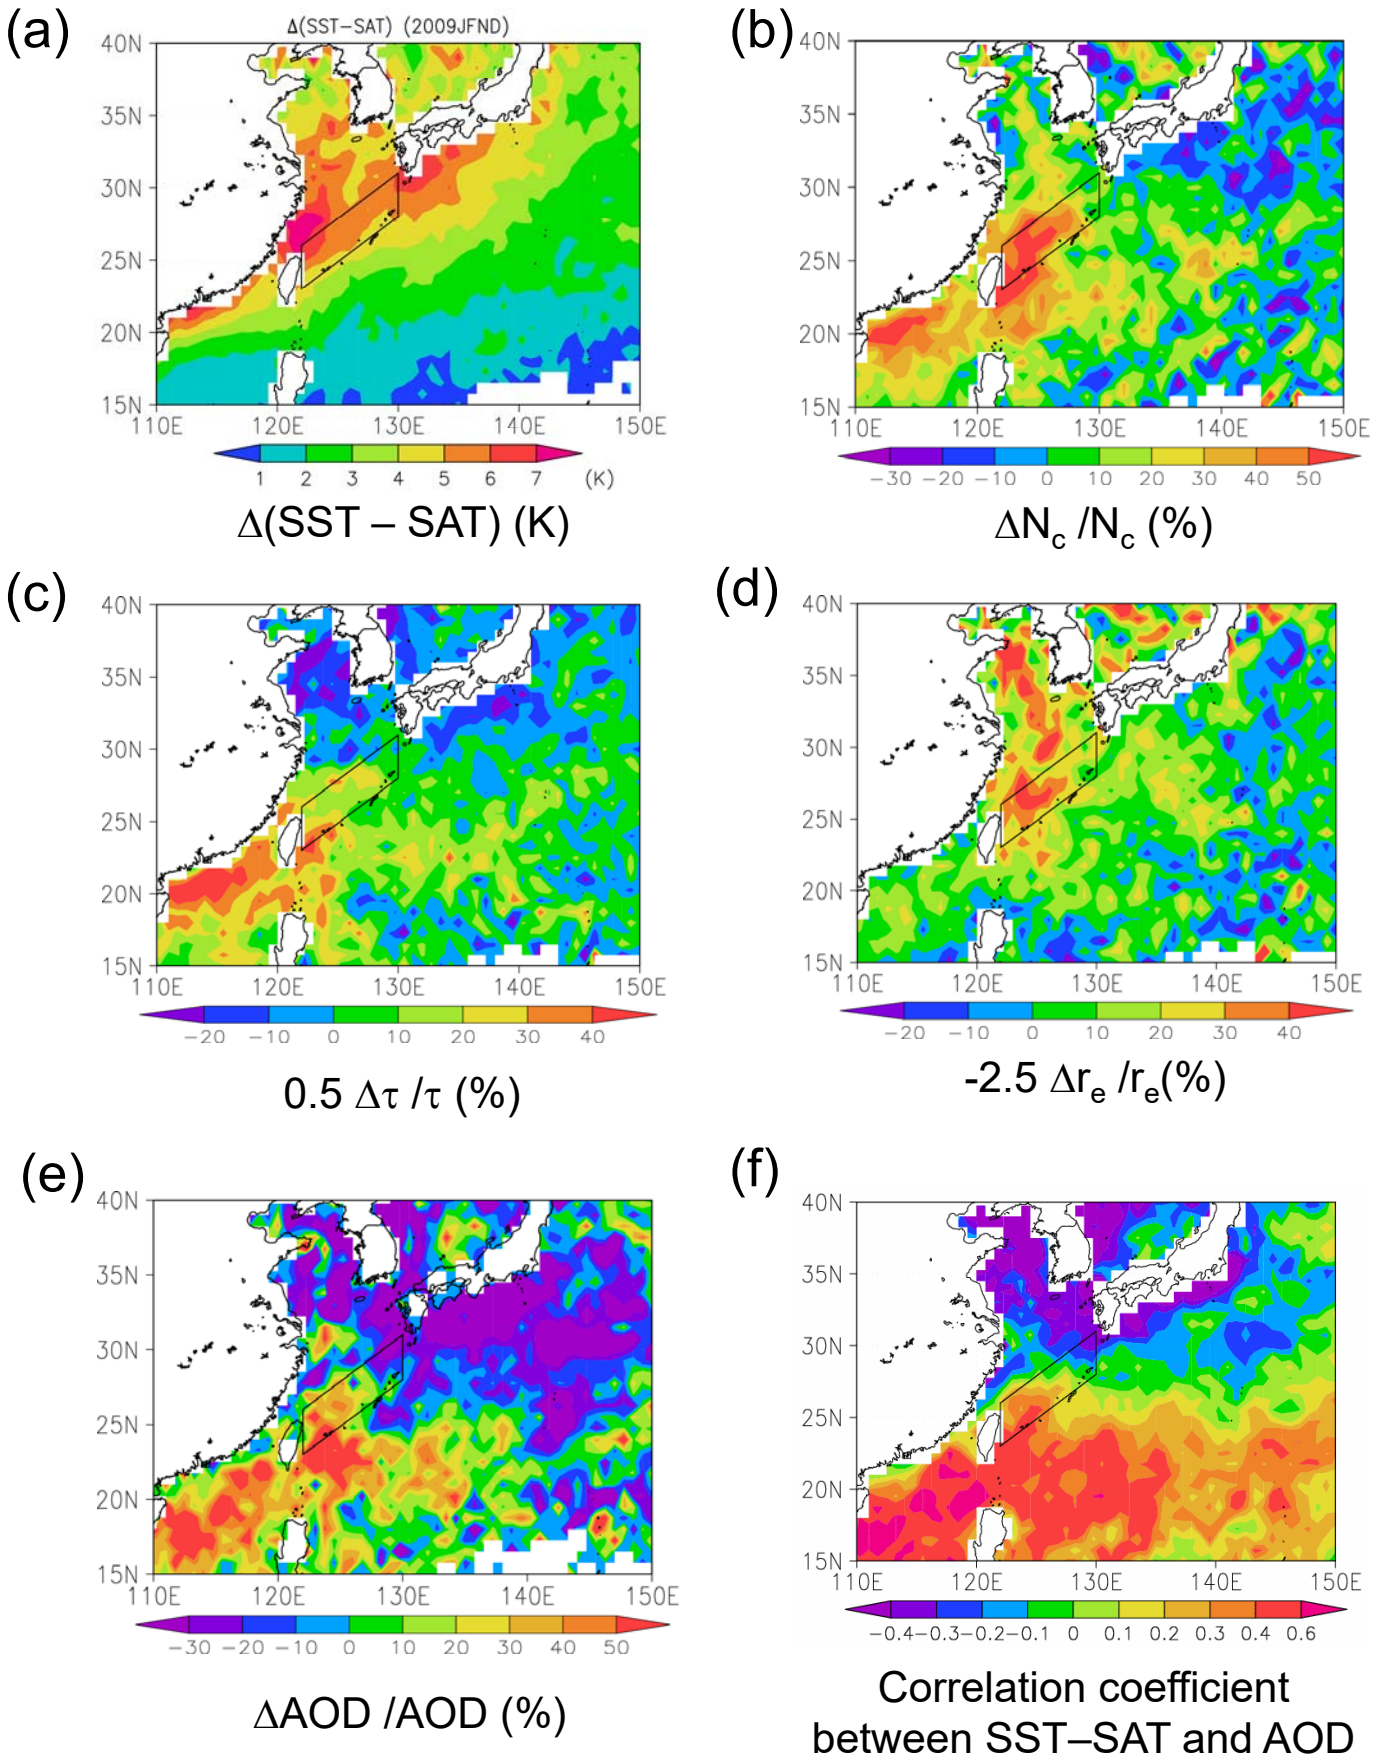 (a)
Δ(SST−SAT) (2009JFND)
40N
35N
30N
25N
20N
15N
110E 120E 130E 140E 150E
1 2 3 4 5 6 7 (K)
Δ(SST – SAT) (K)
(b)
40N
35N
30N
25N
20N
15N
110E 120E 130E 140E 150E
−30 −20 −10 0 10 20 30 40 50
ΔNc /Nc (%)
(c)
40N
35N
30N
25N
20N
15N
110E 120E 130E 140E 150E
−20 −10 0 10 20 30 40
0.5 Δτ /τ (%)
(d)
40N
35N
30N
25N
20N
15N
110E 120E 130E 140E 150E
−20 −10 0 10 20 30 40
-2.5 Δre /re(%)
(e)
40N
35N
30N
25N
20N
15N
110E 120E 130E 140E 150E
−30 −20 −10 0 10 20 30 40 50
ΔAOD /AOD (%)
(f)
40N
35N
30N
25N
20N
15N
110E 120E 130E 140E 150E
−0.4 −0.3 −0.2 −0.1 0 0.1 0.2 0.3 0.4 0.6
Correlation coefficient
between SST–SAT and AOD